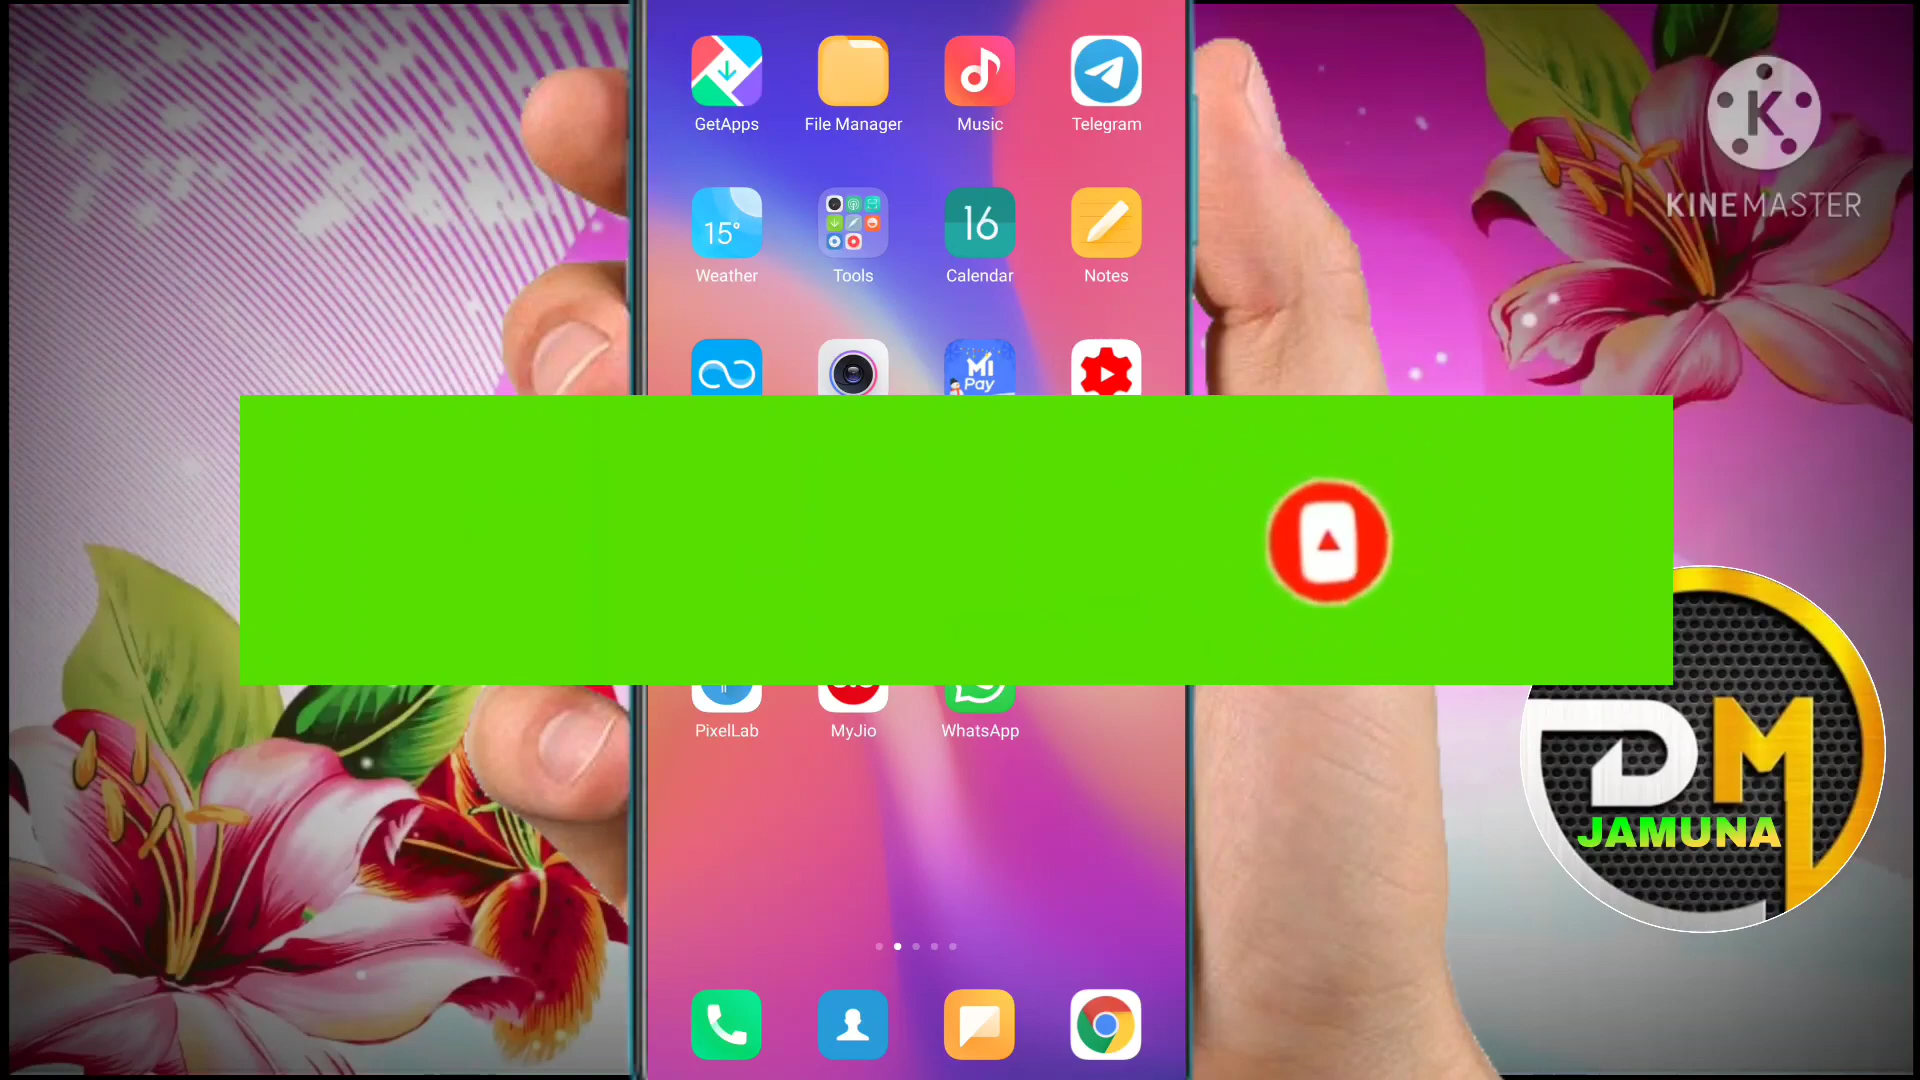 GetApps
File Manager
Music
Telegram
K
KINEMASTER
15°
16
Weather
Tools
Calendar
Notes
Mi
Pay
PixelLab
MyJio
WhatsApp
DM
JAMUNA